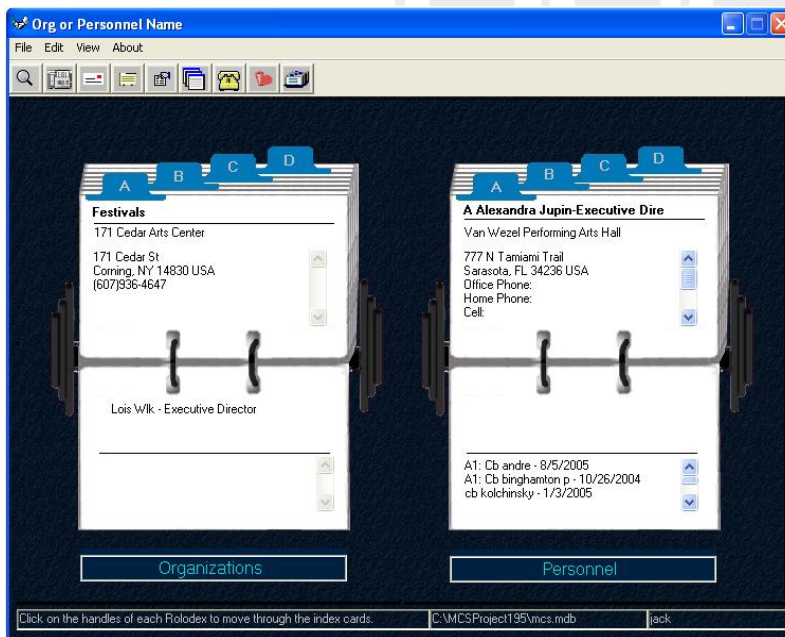 Org or Personnel Name
File Edit View About
A B C D
Festivals
171 Cedar Arts Center
171 Cedar St
Corning, NY 14830 USA
(607)936-4647
Lois Wlk - Executive Director
Organizations
A B C D
A Alexandra Jupin-Executive Dire
Van Wezel Performing Arts Hall
777 N Tamiami Trail
Sarasota, FL 34236 USA
Office Phone:
Home Phone:
Cell:
A1: Cb andre - 8/5/2005
A1: Cb binghamton p - 10/26/2004
cb kolchinsky - 1/3/2005
Personnel
Click on the handles of each Rolodex to move through the index cards. C:\MCSProject195\mcs.mdb jack